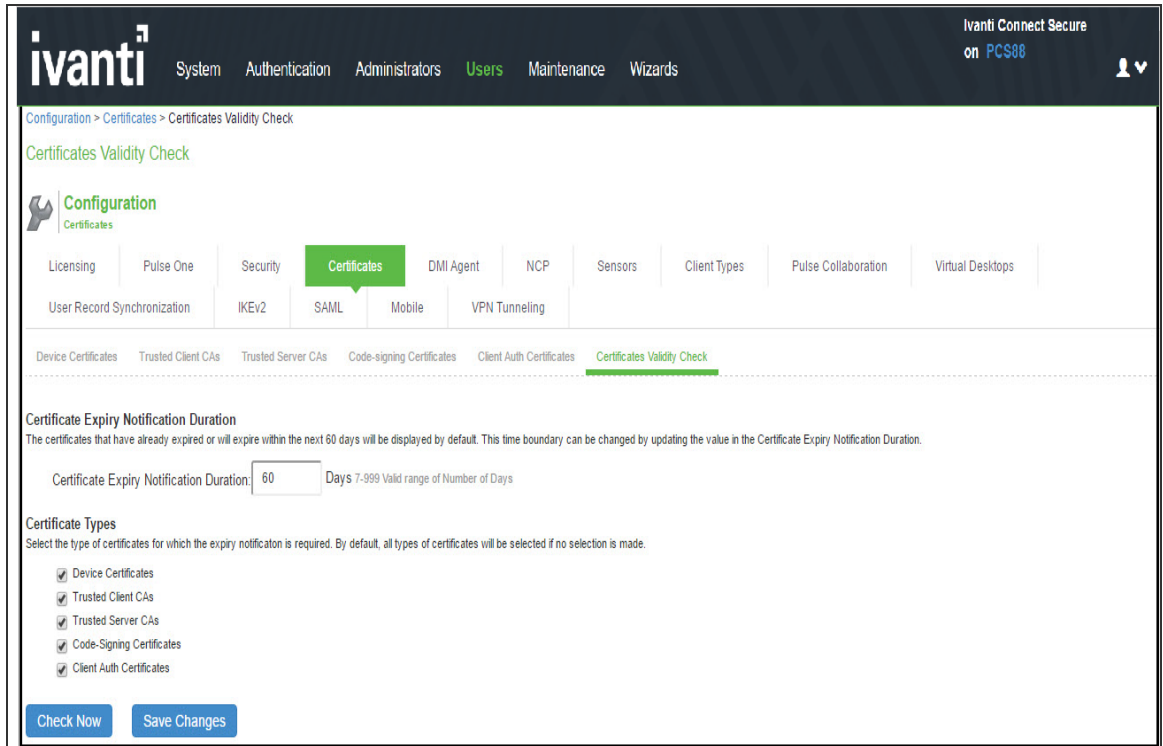 Ivanti Connect Secure
on PCS88
ivanti
System Authentication Administrators Users Maintenance Wizards
Configuration > Certificates > Certificates Validity Check
Certificates Validity Check
Configuration
Certificates
Licensing Pulse One Security Certificates DMI Agent NCP Sensors Client Types Pulse Collaboration Virtual Desktops
User Record Synchronization IKEv2 SAML Mobile VPN Tunneling
Device Certificates Trusted Client CAs Trusted Server CAs Code-signing Certificates Client Auth Certificates Certificates Validity Check
Certificate Expiry Notification Duration
The certificates that have already expired or will expire within the next 60 days will be displayed by default. This time boundary can be changed by updating the value in the Certificate Expiry Notification Duration.
Certificate Expiry Notification Duration: 60 Days 7-999 Valid range of Number of Days
Certificate Types
Select the type of certificates for which the expiry notificaton is required. By default, all types of certificates will be selected if no selection is made.
Device Certificates
Trusted Client CAs
Trusted Server CAs
Code-Signing Certificates
Client Auth Certificates
Check Now Save Changes